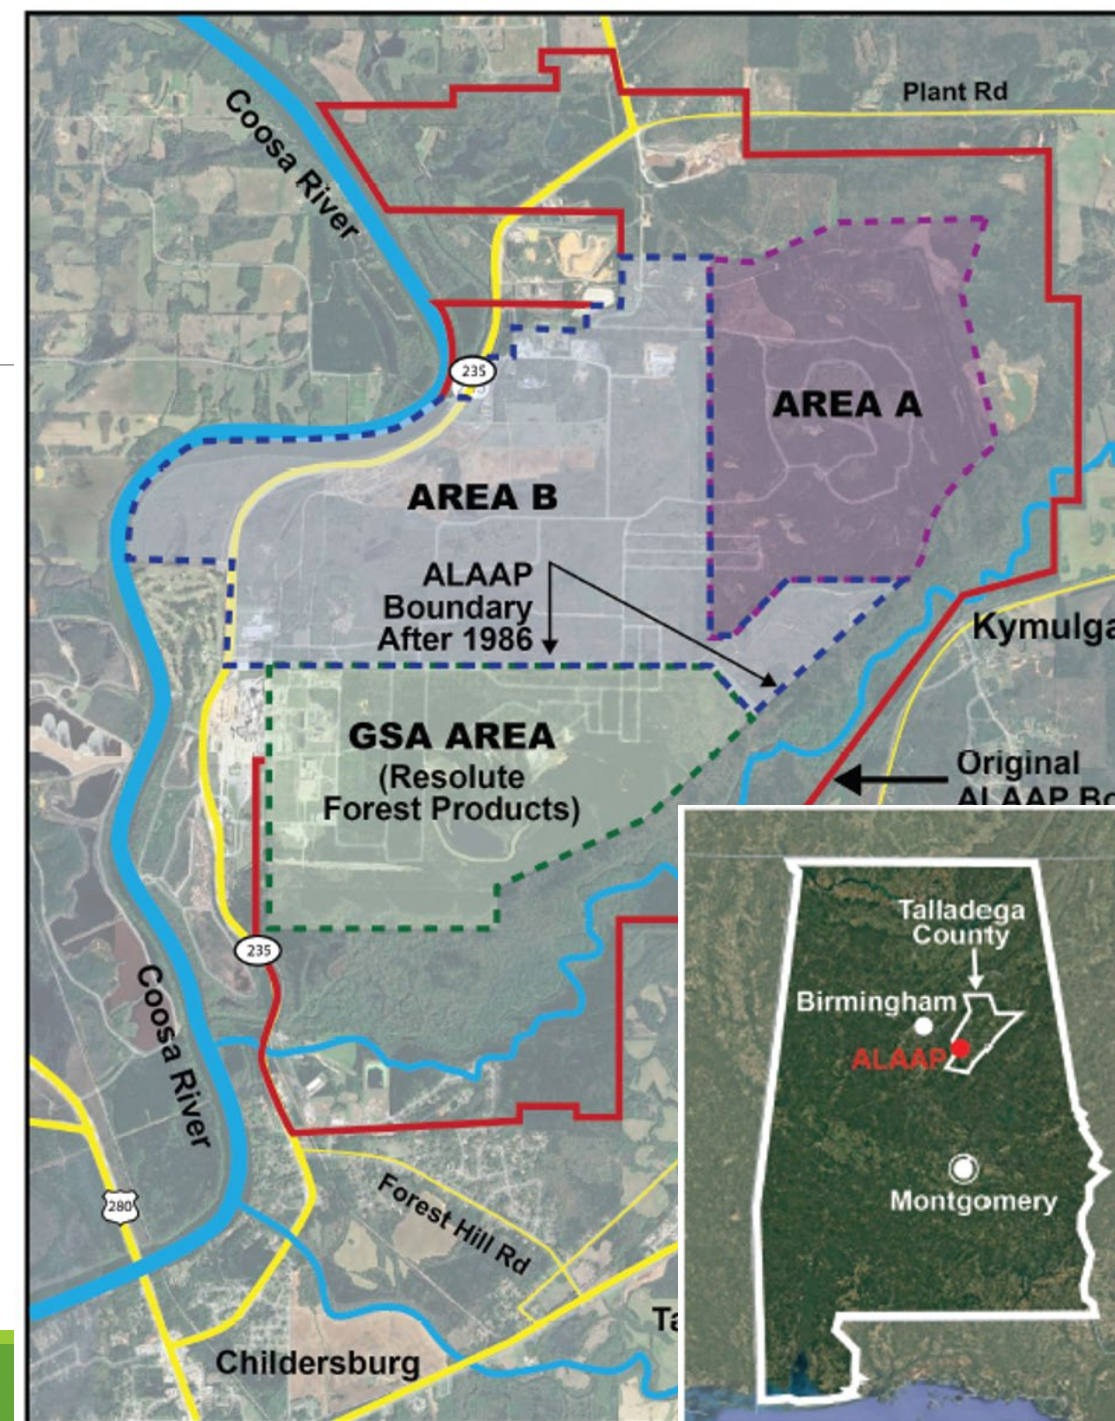 Plant Rd
Coosa River
235
AREA A
AREA B
ALAAP
Boundary
After 1986
Kymulga
GSA AREA
(Resolute
Forest Products)
Original
ALAAP
235
Coosa River
280
Forest Hill Rd
Childersburg
Talladega
County
Birmingham
ALAAP
Montgomery